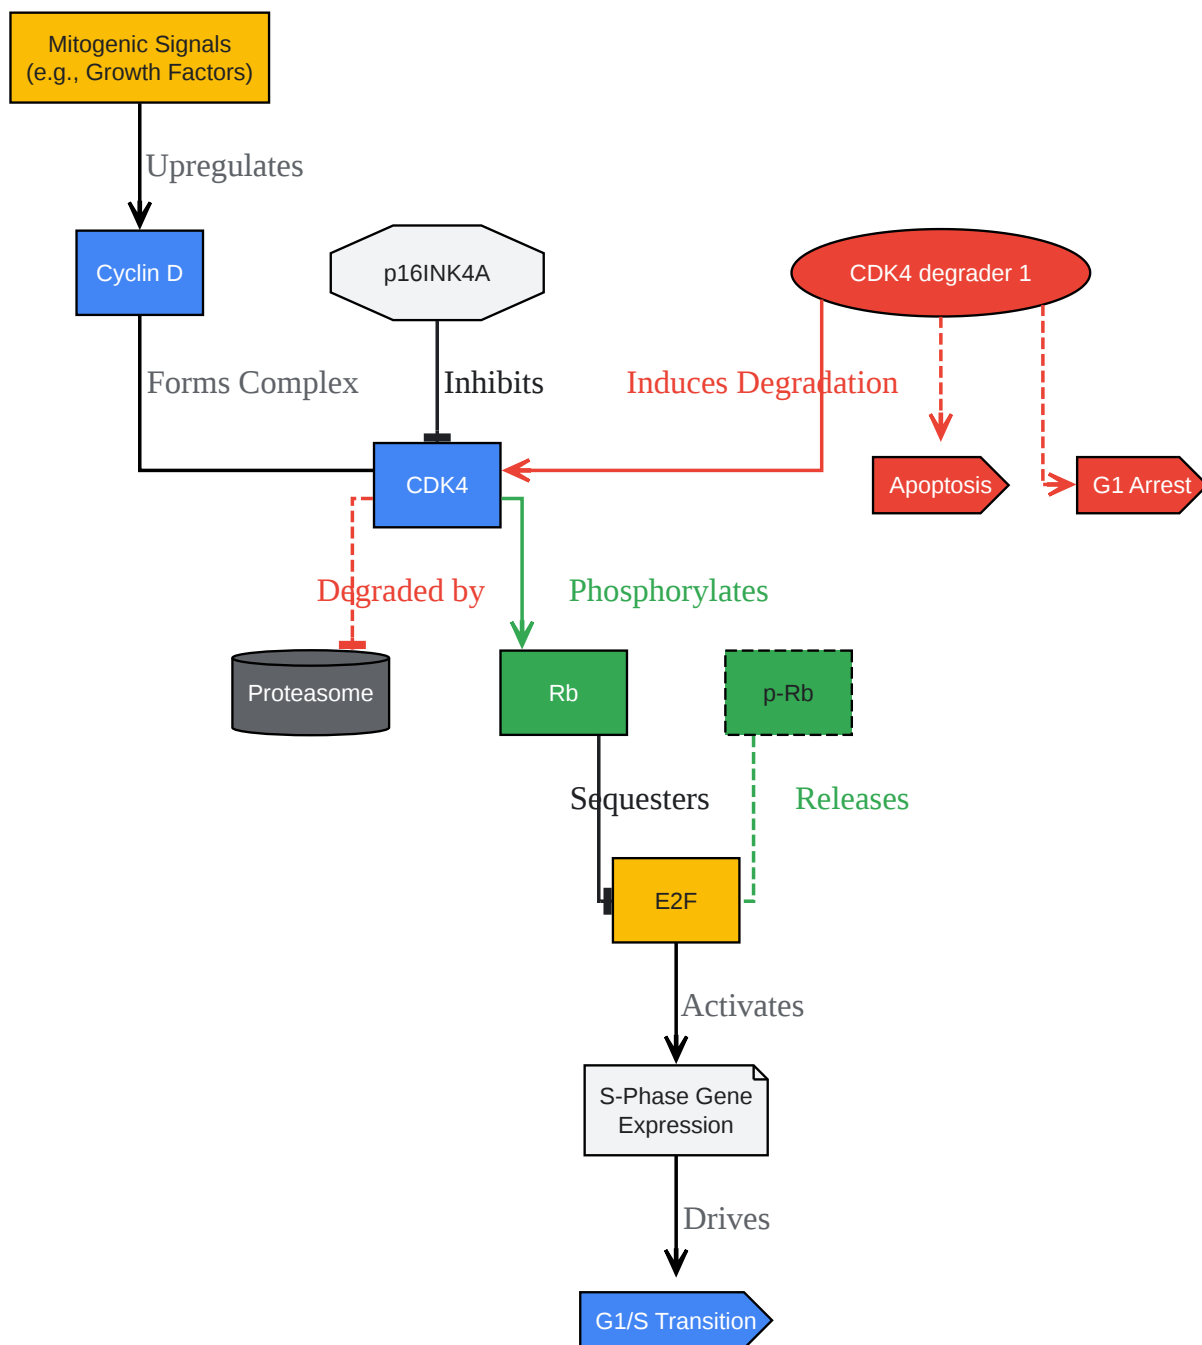 Mitogenic Signals
(e.g., Growth Factors)
Upregulates
Cyclin D
p16INK4A
CDK4 degrader 1
Forms Complex
Inhibits
Induces Degradation
CDK4
Apoptosis
G1 Arrest
Degraded by
Phosphorylates
Proteasome
Rb
p-Rb
Sequesters
Releases
E2F
Activates
S-Phase Gene
Expression
Drives
G1/S Transition